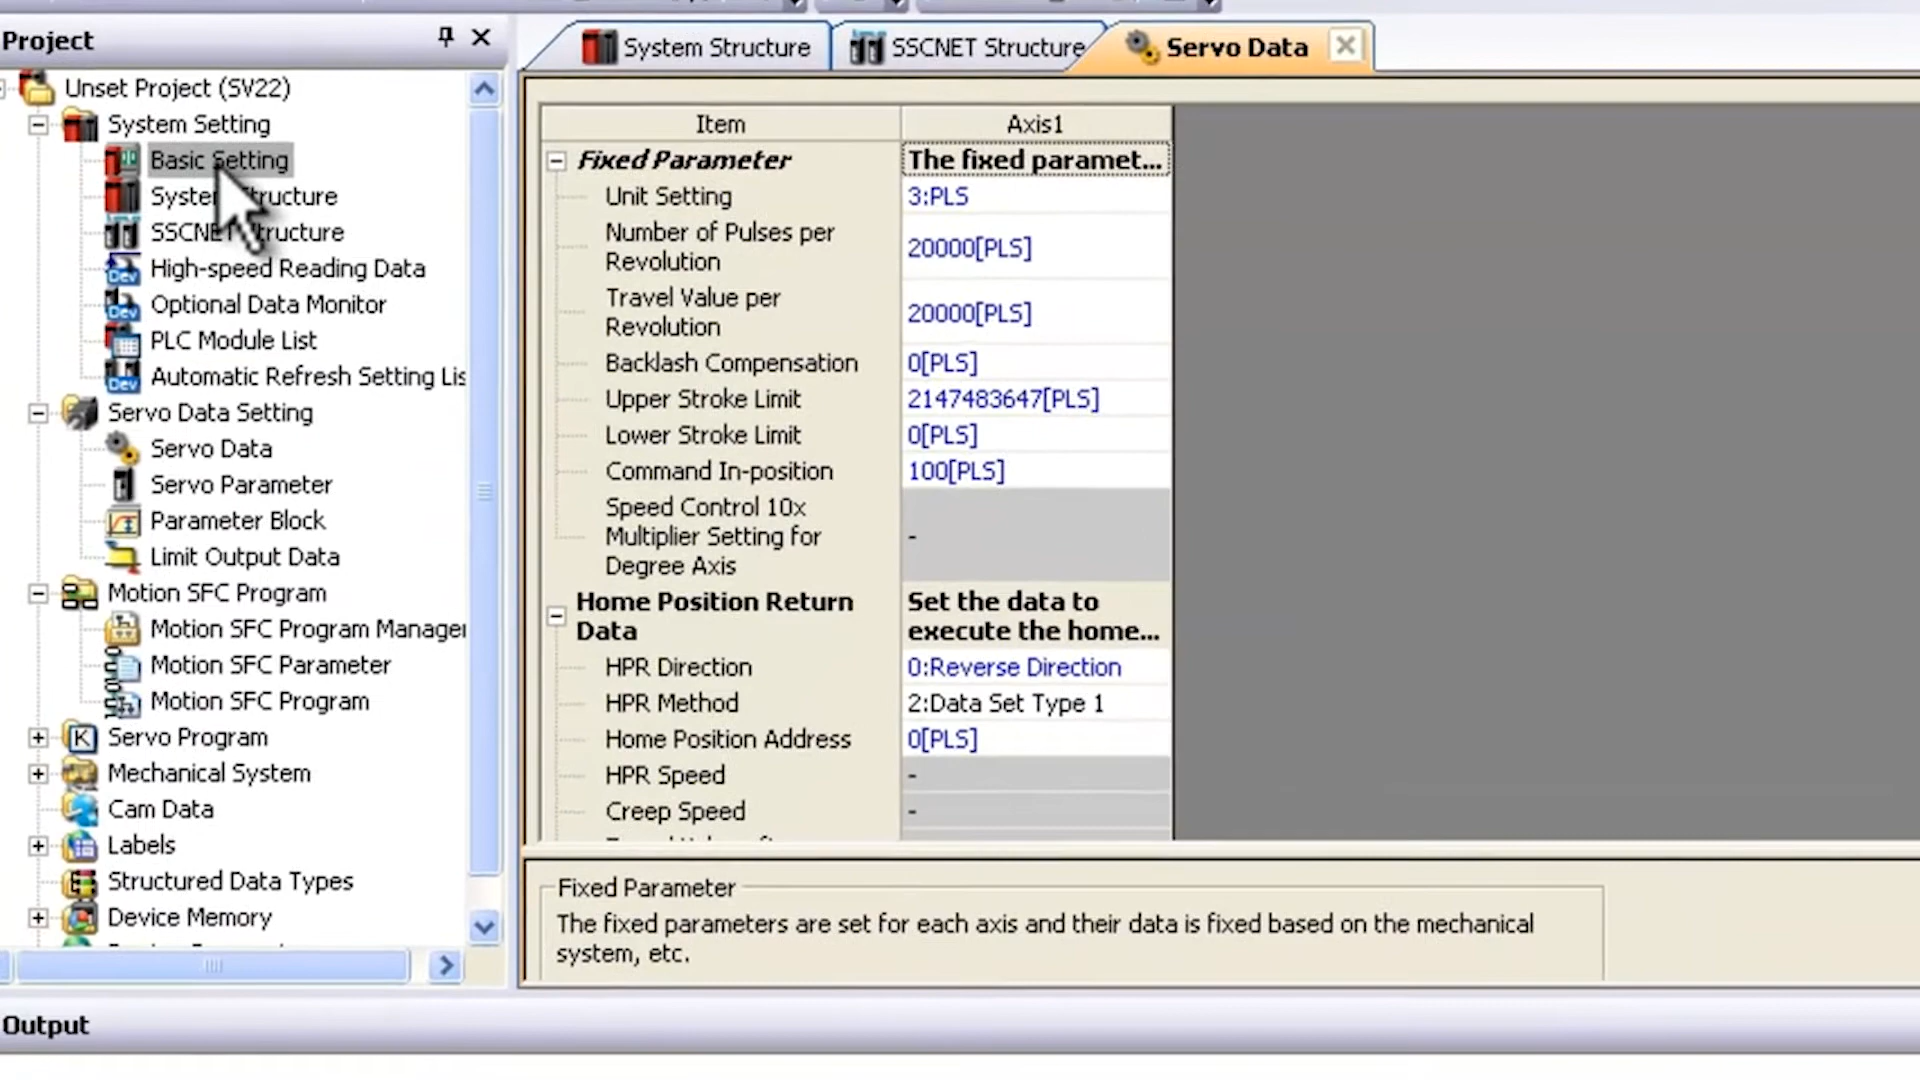 Project
Unset Project (SV22)
System Setting
Basic Setting
System Structure
SSCNET Structure
High-speed Reading Data
Optional Data Monitor
PLC Module List
Automatic Refresh Setting Lis
Servo Data Setting
Servo Data
Servo Parameter
Parameter Block
Limit Output Data
Motion SFC Program
Motion SFC Program Manager
Motion SFC Parameter
Motion SFC Program
Servo Program
Mechanical System
Cam Data
Labels
Structured Data Types
Device Memory
System Structure
SSCNET Structure
Servo Data
Item Axis1
Fixed Parameter The fixed paramet...
Unit Setting 3:PLS
Number of Pulses per
Revolution 20000[PLS]
Travel Value per
Revolution 20000[PLS]
Backlash Compensation 0[PLS]
Upper Stroke Limit 2147483647[PLS]
Lower Stroke Limit 0[PLS]
Command In-position 100[PLS]
Speed Control 10x
Multiplier Setting for -
Degree Axis
Home Position Return Set the data to
Data execute the home...
HPR Direction 0:Reverse Direction
HPR Method 2:Data Set Type 1
Home Position Address 0[PLS]
HPR Speed -
Creep Speed -
Fixed Parameter
The fixed parameters are set for each axis and their data is fixed based on the mechanical
system, etc.
Output